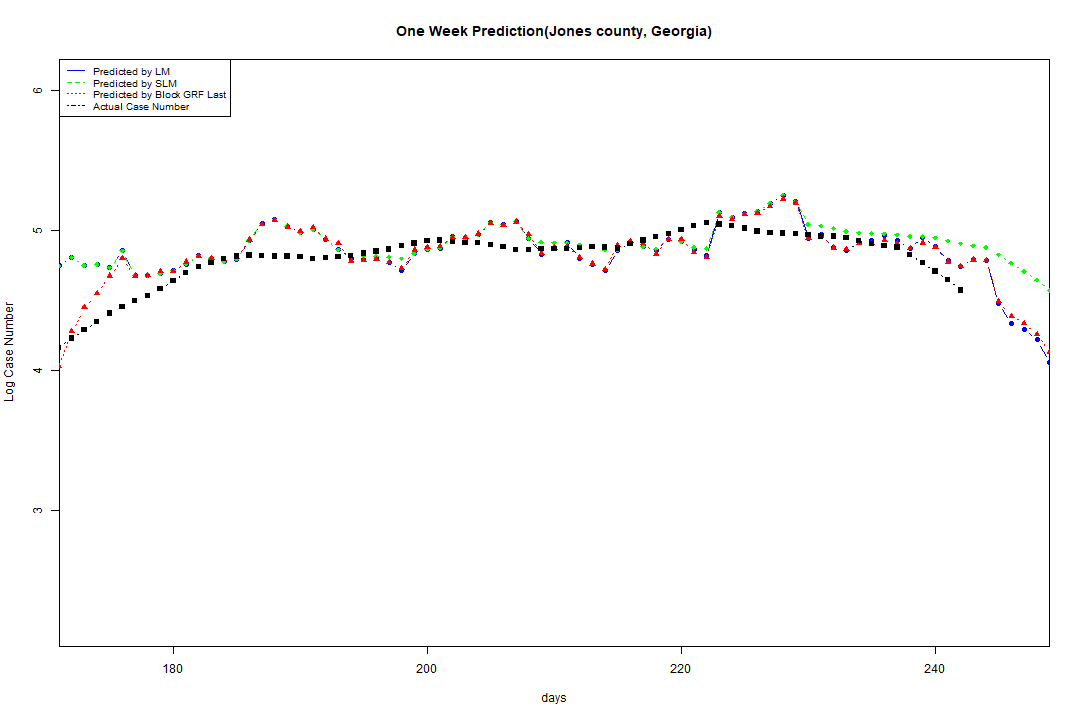 One Week Prediction(Jones county, Georgia)
Predicted by LM
Predicted by SLM
Predicted by Block GRF Last
Actual Case Number
6
5
4
3
Log Case Number
180 200 220 240
days